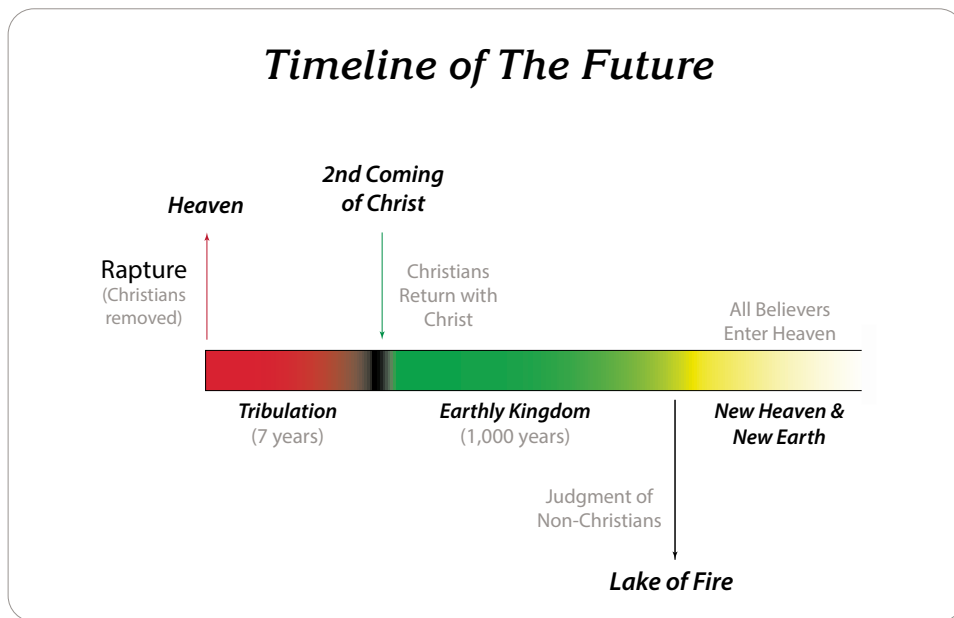 Timeline of The Future
2nd Coming
of Christ
Heaven
Rapture
(Christians
removed)
Christians
Return with
Christ
All Believers
Enter Heaven
Tribulation
(7 years)
Earthly Kingdom
(1,000 years)
New Heaven &
New Earth
Judgment of
Non-Christians
Lake of Fire